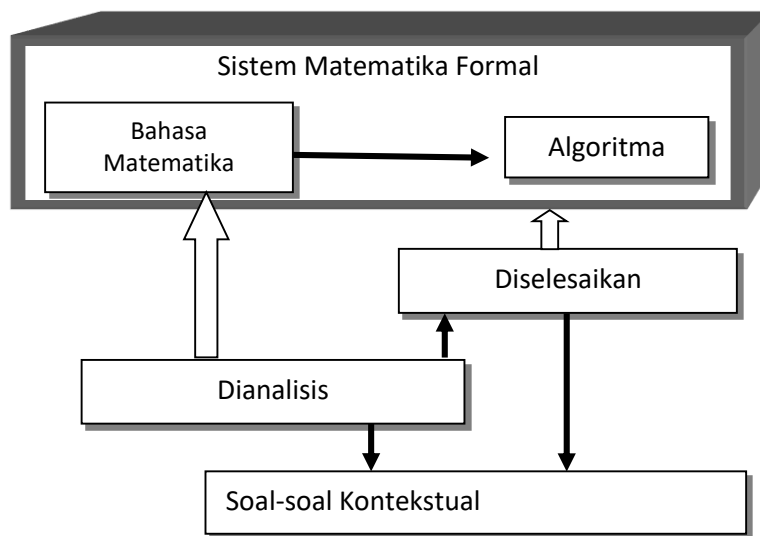 Sistem Matematika Formal
Bahasa
Matematika
Algoritma
Diselesaikan
Dianalisis
Soal-soal Kontekstual